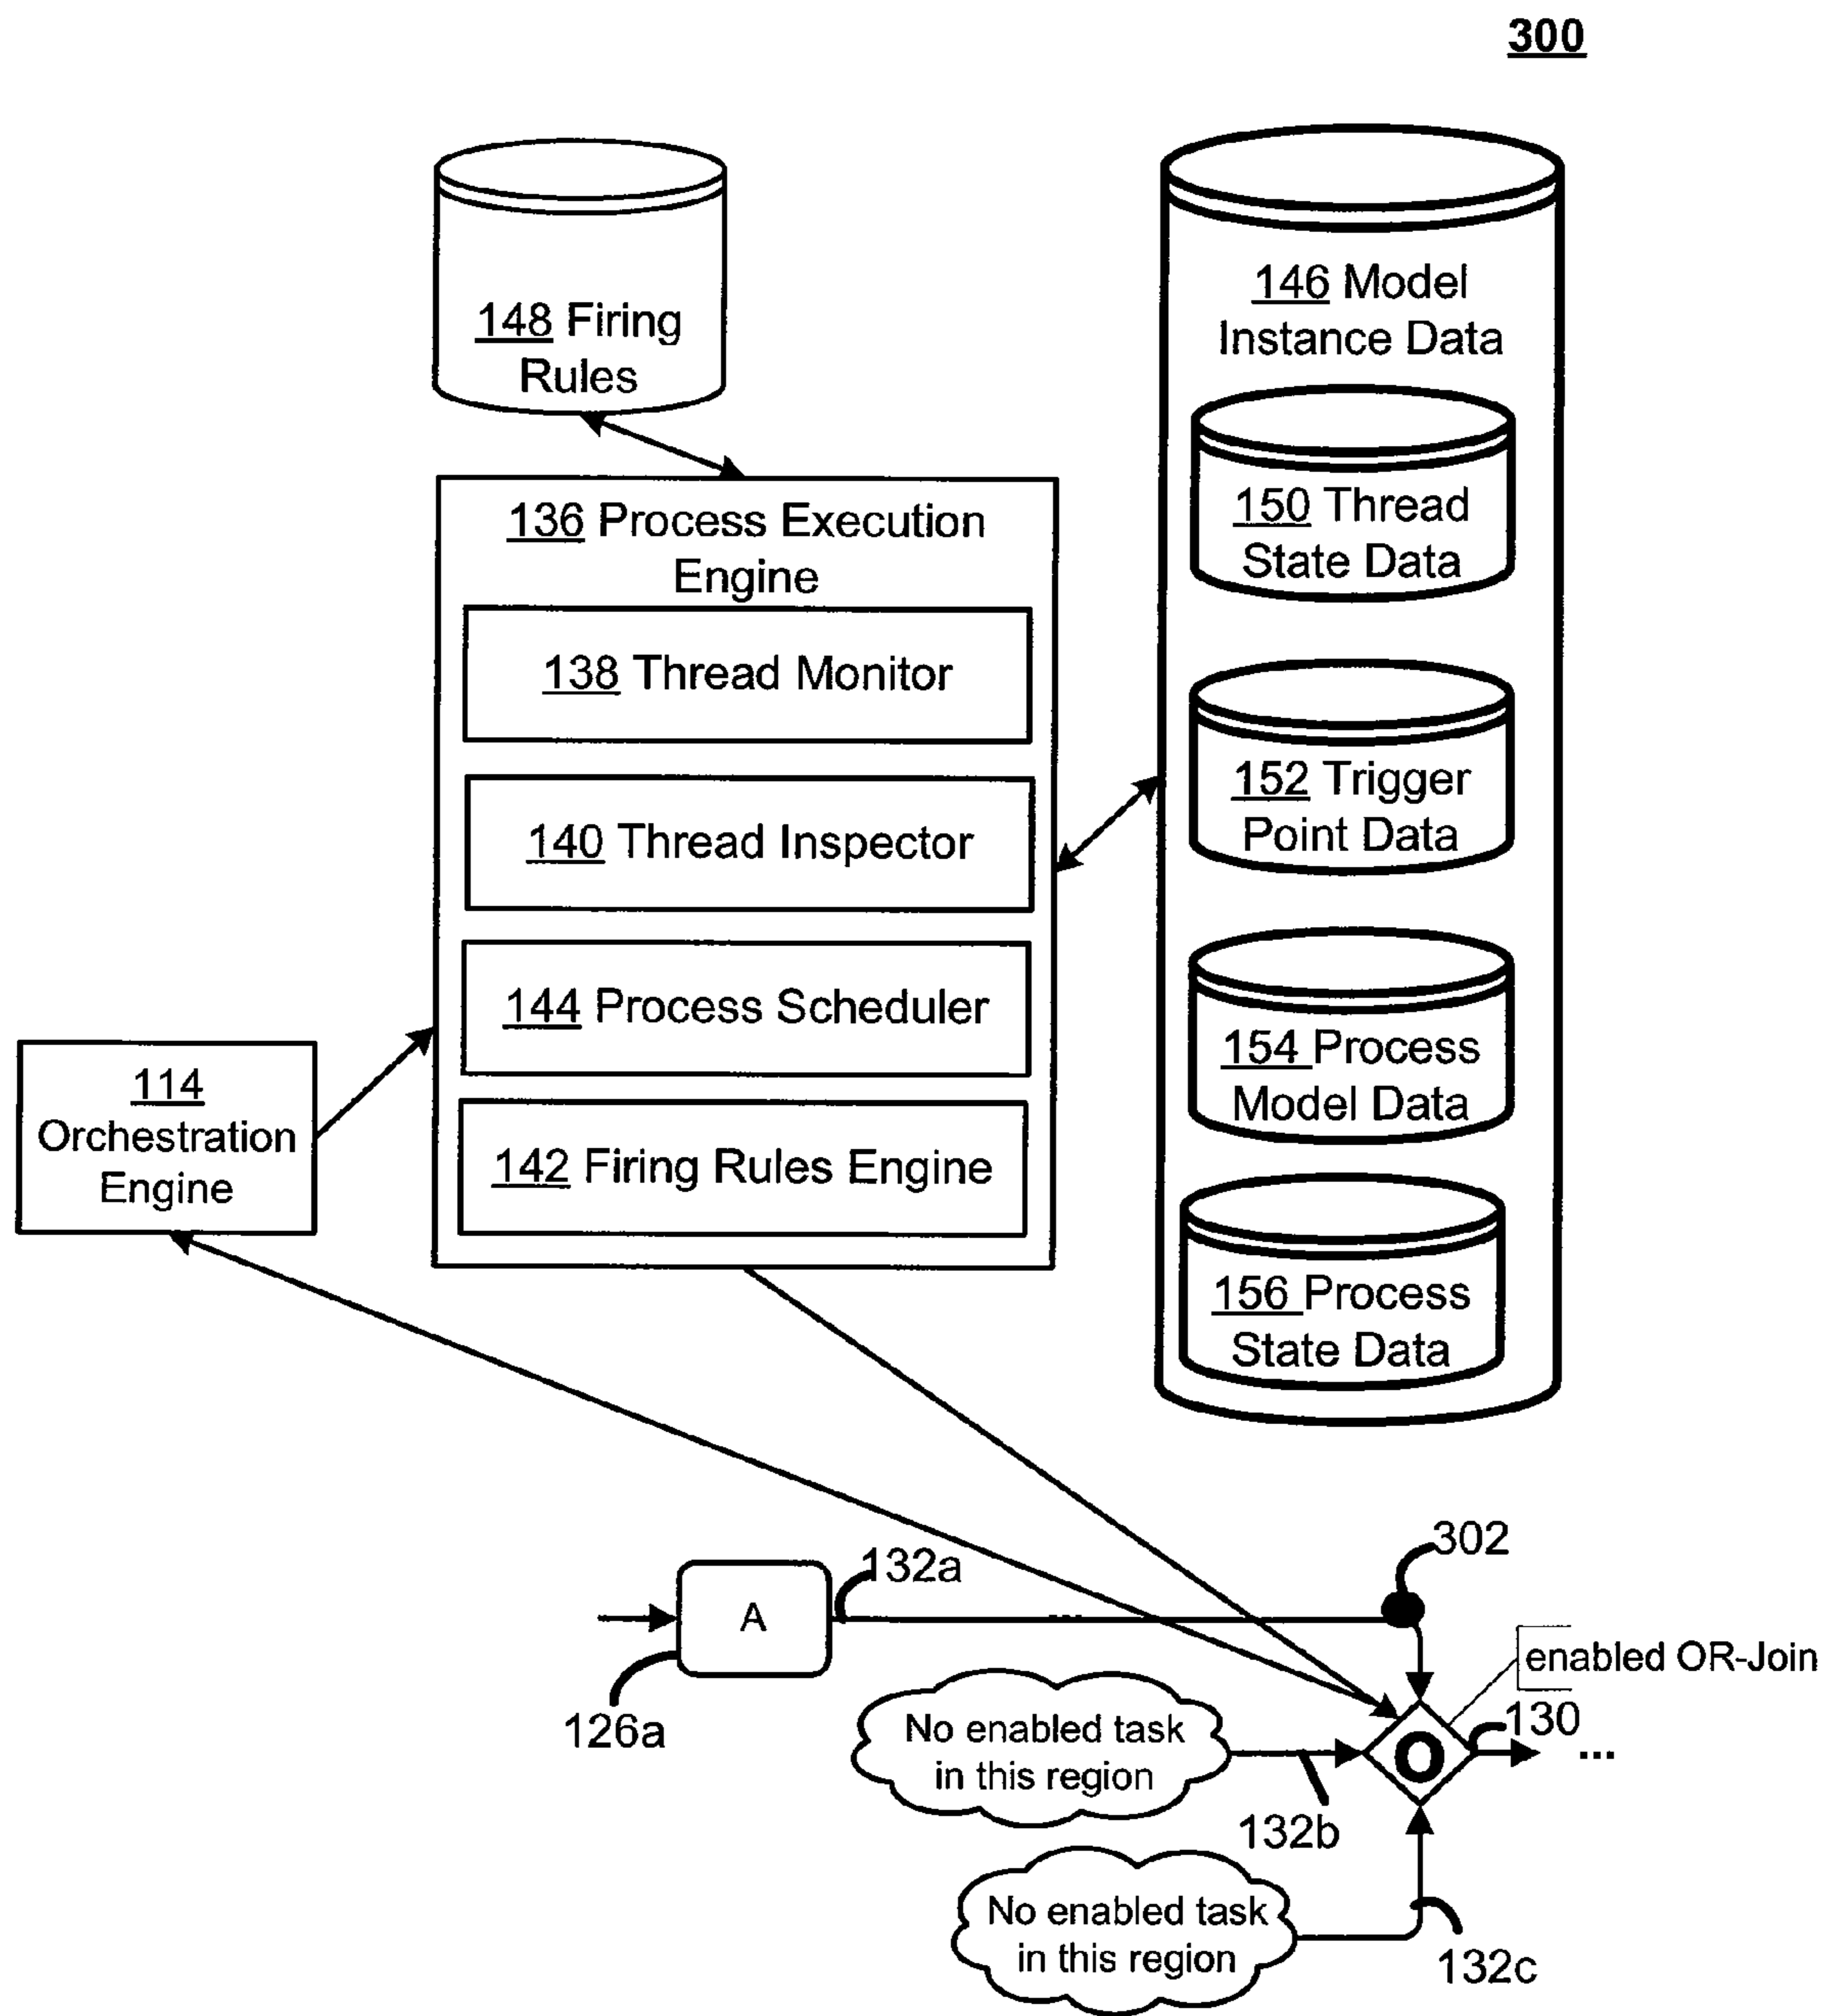 300
148 Firing
Rules
146 Model
Instance Data
150 Thread
State Data
152 Trigger
Point Data
154 Process
Model Data
156 Process
State Data
136 Process Execution
Engine
138 Thread Monitor
140 Thread Inspector
144 Process Scheduler
142 Firing Rules Engine
114
Orchestration
Engine
302
132a
...
A
126a
enabled OR-Join
130
O
...
No enabled task
in this region
132b
No enabled task
in this region
132c